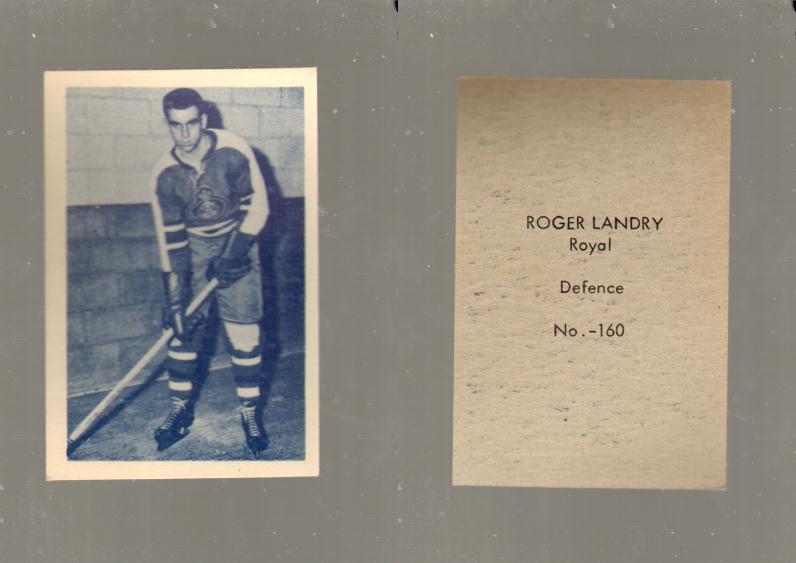 ROGER LANDRY
Royal
Defence
No.-160